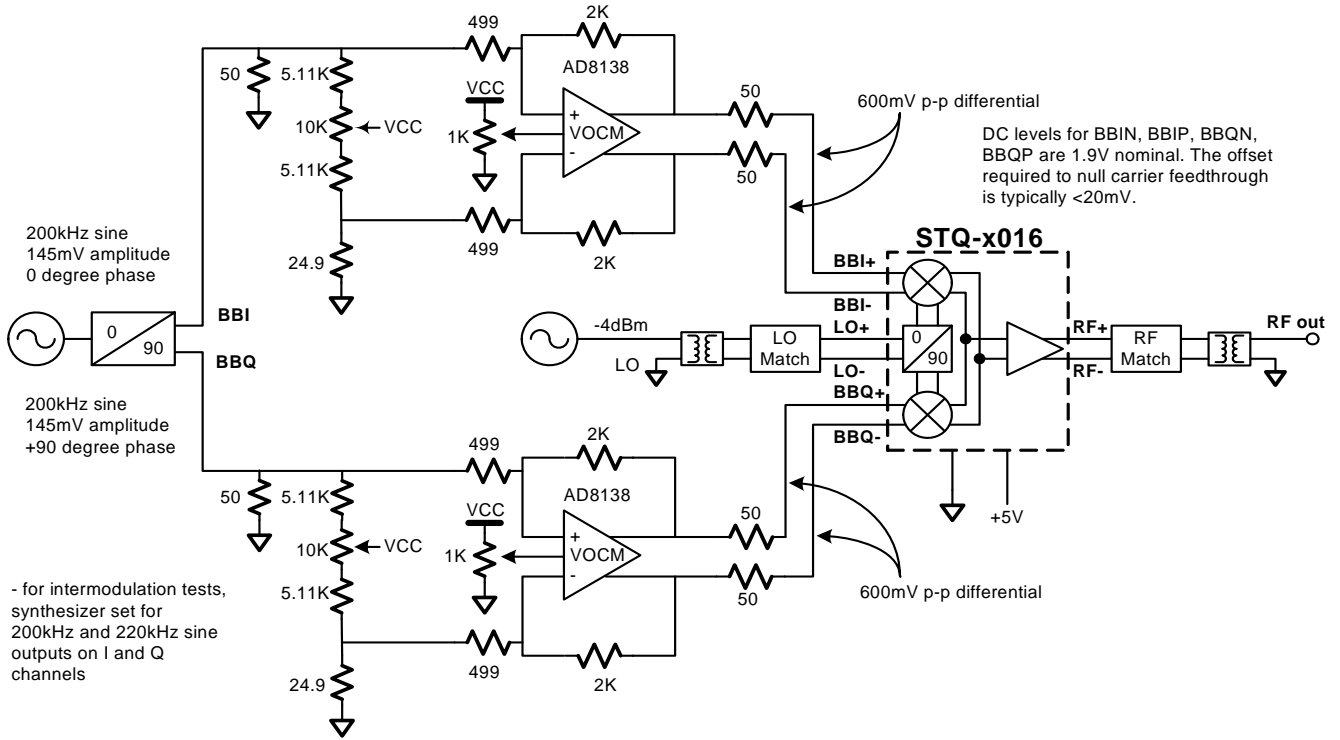 499
2K
50
5.11K
AD8138
VCC
10K
VCC
1K
+
VOCM
-
50
50
5.11K
499
2K
24.9
600mV p-p differential
DC levels for BBIN, BBIP, BBQN,
BBQP are 1.9V nominal. The offset
required to null carrier feedthrough
is typically <20mV.
200kHz sine
145mV amplitude
0 degree phase
STQ-x016
BBI+
BBI-
BBI
0
90
BBQ
-4dBm
LO
LO
Match
LO+
LO-
0
90
RF+
RF-
RF
Match
RF out
BBQ+
BBQ-
200kHz sine
145mV amplitude
+90 degree phase
499
2K
50
5.11K
AD8138
VCC
10K
VCC
1K
+
VOCM
-
50
50
+5V
5.11K
499
2K
24.9
600mV p-p differential
- for intermodulation tests,
synthesizer set for
200kHz and 220kHz sine
outputs on I and Q
channels